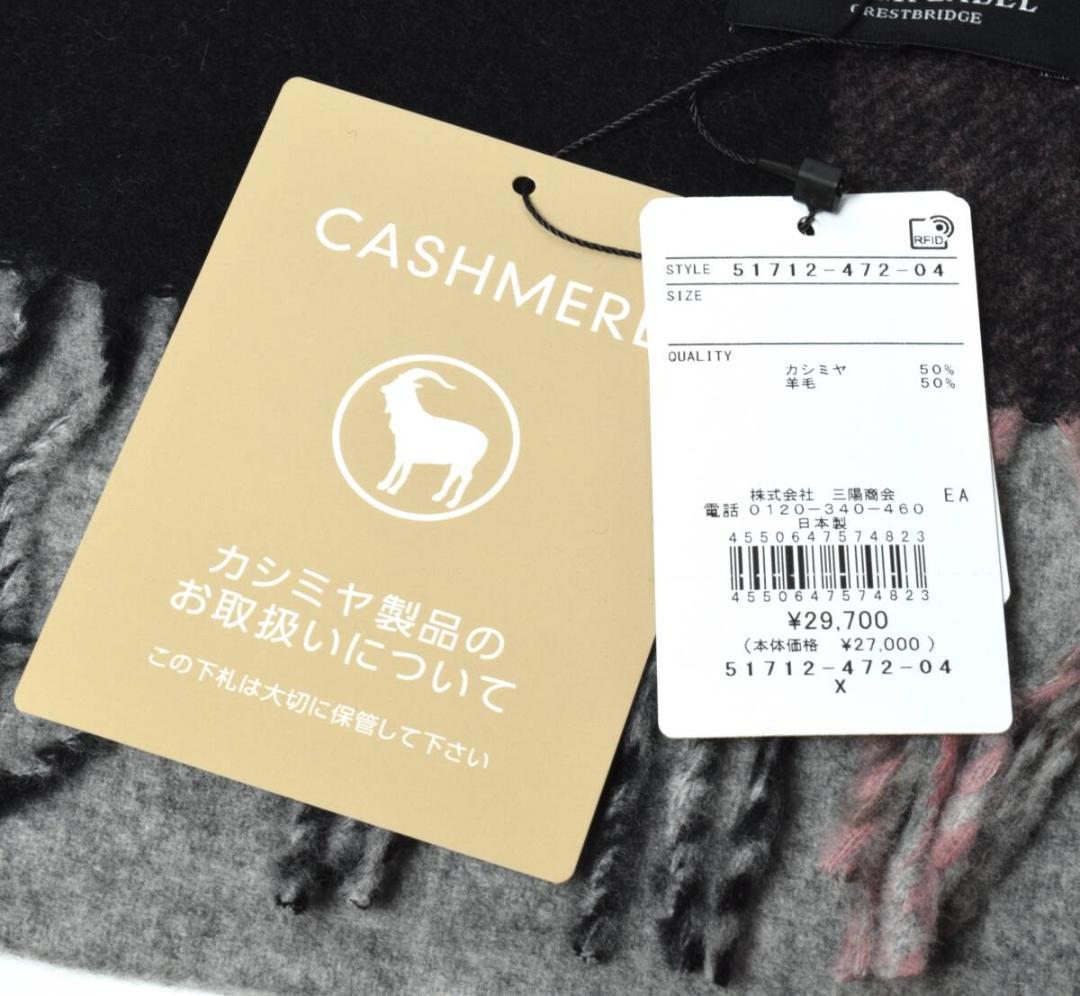 CRESTBRIDGE
CASHMERE
カシミヤ製品の
お取扱いについて
この下札は大切に保管して下さい
RFID
STYLE 51712-472-04
SIZE
QUALITY
カシミヤ 50%
羊毛 50%
株式会社 三陽商会 EA
電話 0120-340-460
日本製
4550647574823
4550647574823
¥29,700
(本体価格 ¥27,000 )
51712-472-04
X